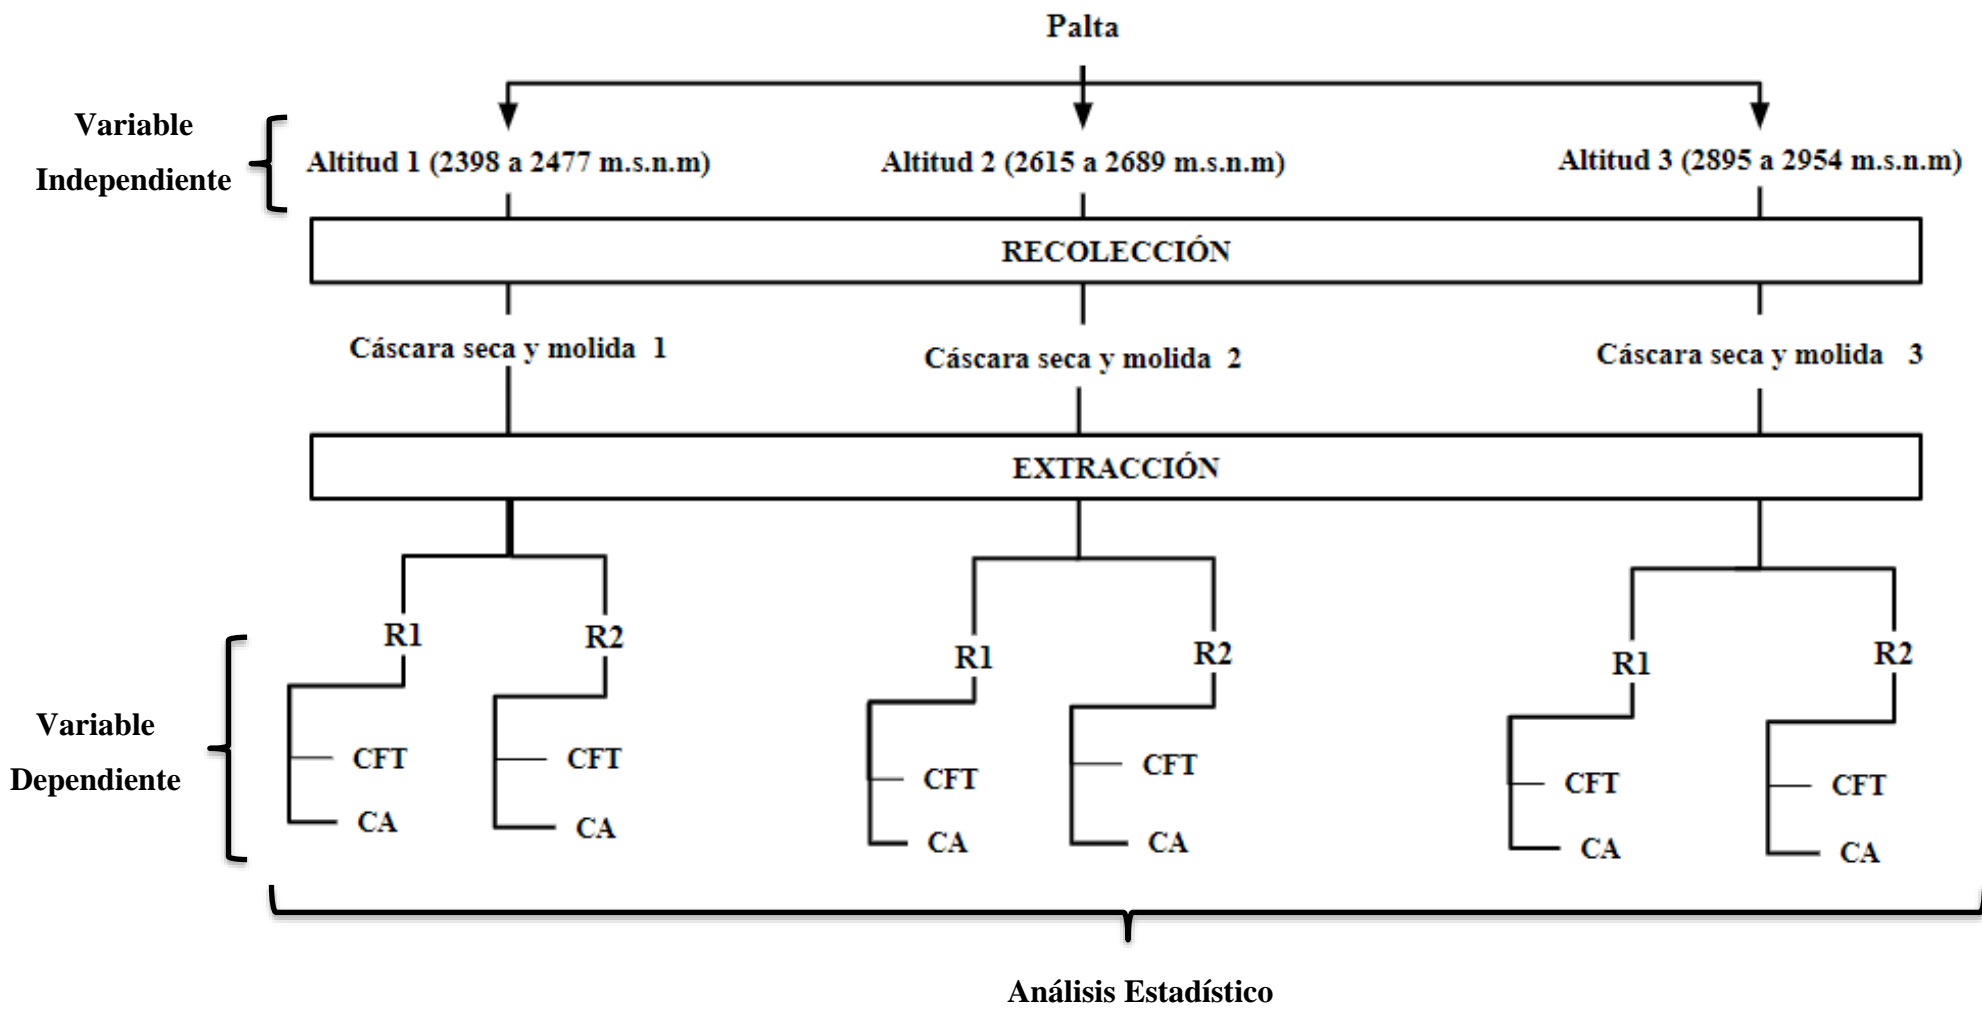 Palta
Variable
Independiente
Altitud 1 (2398 a 2477 m.s.n.m)
Altitud 2 (2615 a 2689 m.s.n.m)
Altitud 3 (2895 a 2954 m.s.n.m)
RECOLECCIÓN
Cáscara seca y molida 1
Cáscara seca y molida 2
Cáscara seca y molida 3
EXTRACCIÓN
R1
R2
R1
R2
R1
R2
Variable
Dependiente
CFT
CFT
CFT
CFT
CFT
CFT
CA
CA
CA
CA
CA
CA
Análisis Estadístico